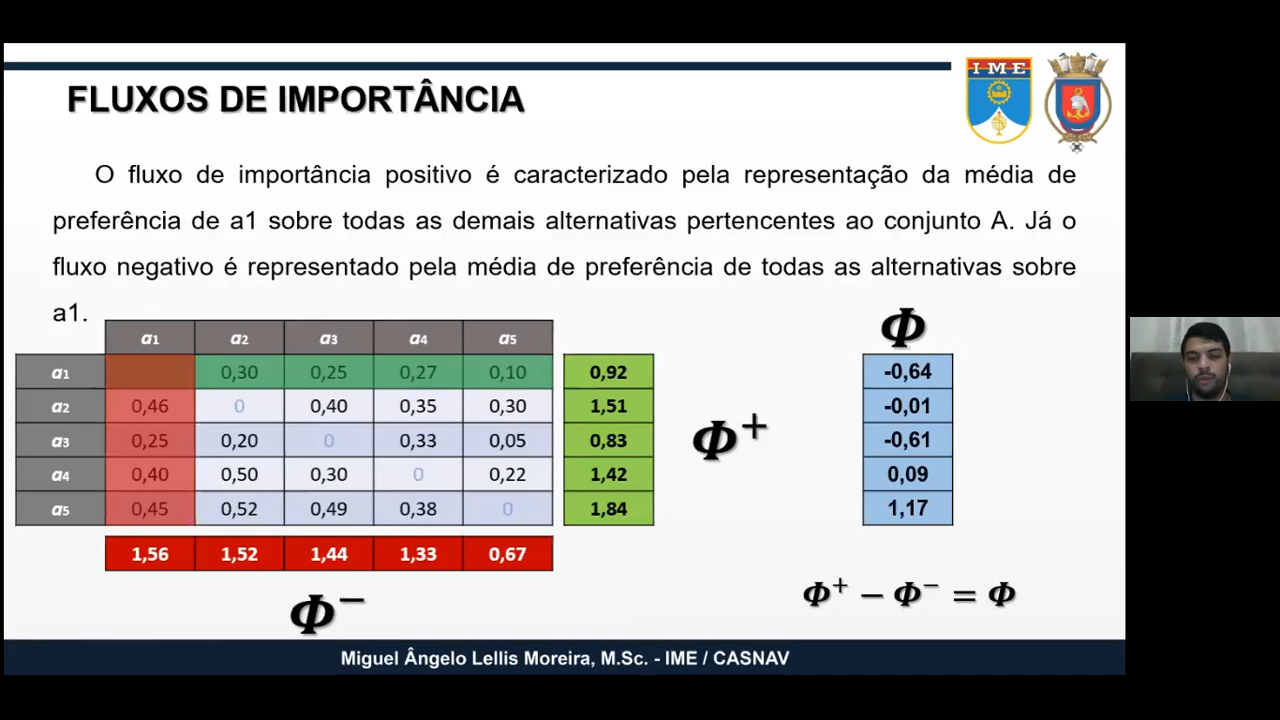 IME
FLUXOS DE IMPORTÂNCIA
O fluxo de importância positivo é caracterizado pela representação da média de
preferência de a1 sobre todas as demais alternativas pertencentes ao conjunto A. Já o
fluxo negativo é representado pela média de preferência de todas as alternativas sobre
a1.
a1 a2 a3 a4 a5
a1 0,30 0,25 0,27 0,10 0,92
a2 0,46 0 0,40 0,35 0,30 1,51
a3 0,25 0,20 0 0,33 0,05 0,83
a4 0,40 0,50 0,30 0 0,22 1,42
a5 0,45 0,52 0,49 0,38 0 1,84
1,56 1,52 1,44 1,33 0,67
Φ⁻
Φ⁺
Φ
-0,64
-0,01
-0,61
0,09
1,17
Φ⁺ − Φ⁻ = Φ
Miguel Ângelo Lellis Moreira, M.Sc. - IME / CASNAV